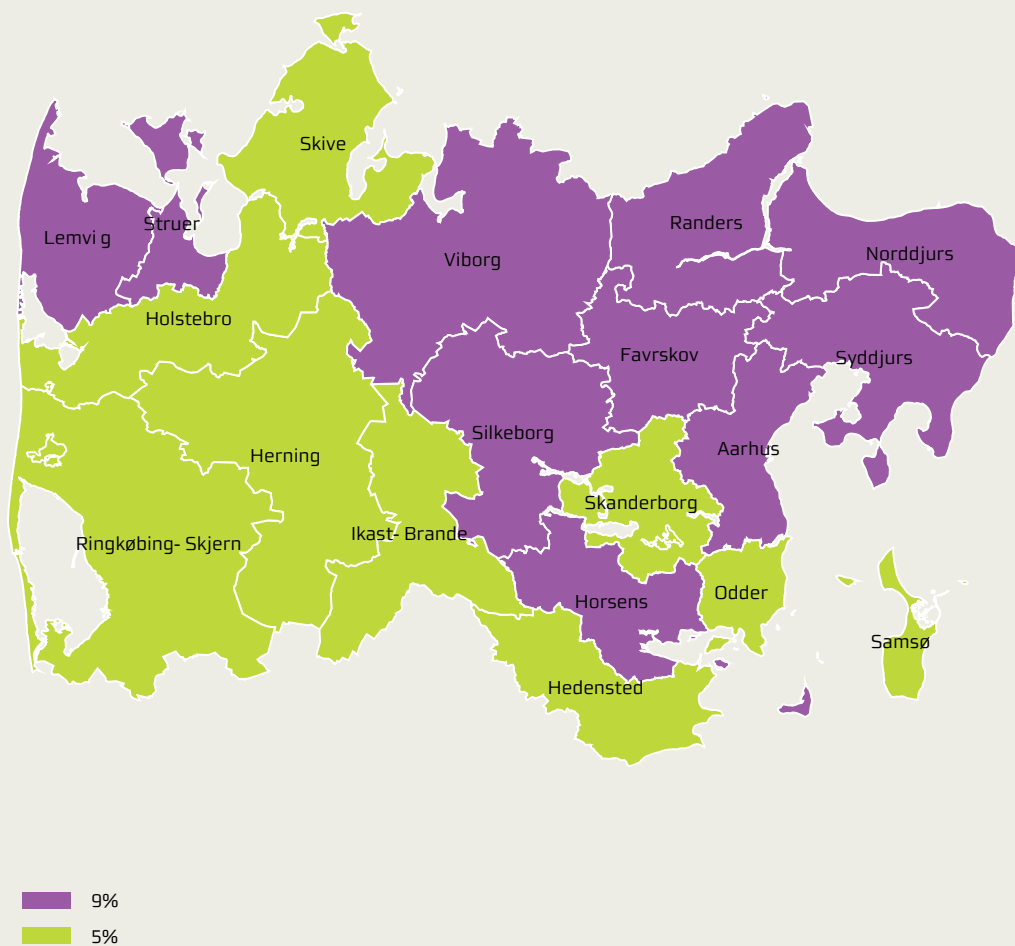 Skive
Struer
Lemvig
Randers
Norddjurs
Viborg
Holstebro
Favrskov
Syddjurs
Silkeborg
Aarhus
Herning
Skanderborg
Ikast-Brande
Ringkøbing-Skjern
Odder
Horsens
Samsø
Hedensted
9%
5%